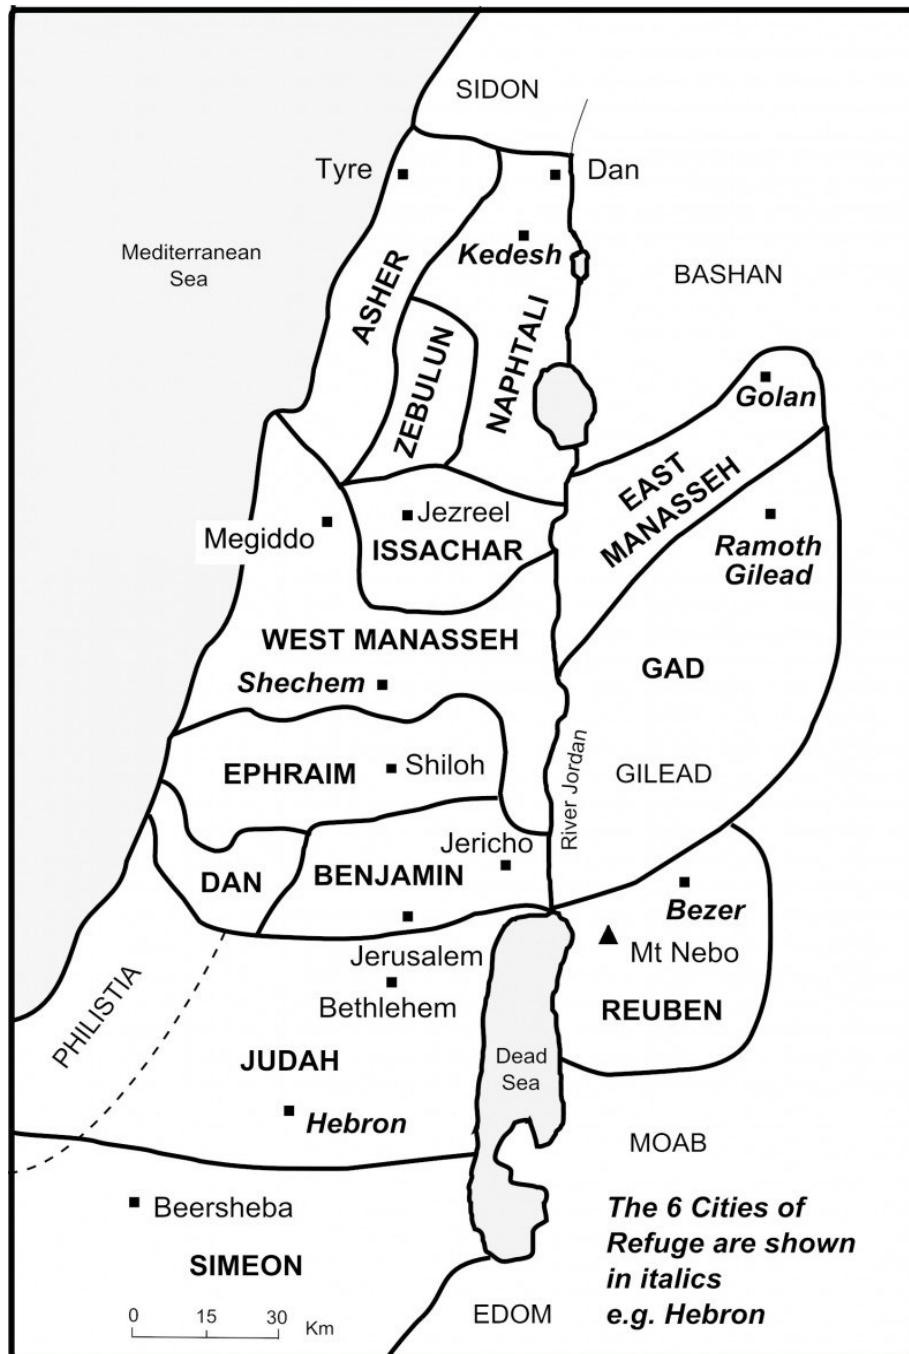 SIDON
Tyre
Dan
Mediterranean
Sea
Kedesh
BASHAN
ASHER
NAPHTALI
ZEBULUN
Golan
EAST
MANASSEH
Jezreel
Megiddo
ISSACHAR
Ramoth
Gilead
WEST MANASSEH
Shechem
GAD
EPHRAIM
Shiloh
River Jordan
GILEAD
Jericho
DAN
BENJAMIN
Bezer
Jerusalem
Mt Nebo
Bethlehem
REUBEN
PHILISTIA
JUDAH
Dead
Sea
Hebron
MOAB
Beersheba
The 6 Cities of
Refuge are shown
in italics
e.g. Hebron
SIMEON
0 15 30
Km
EDOM